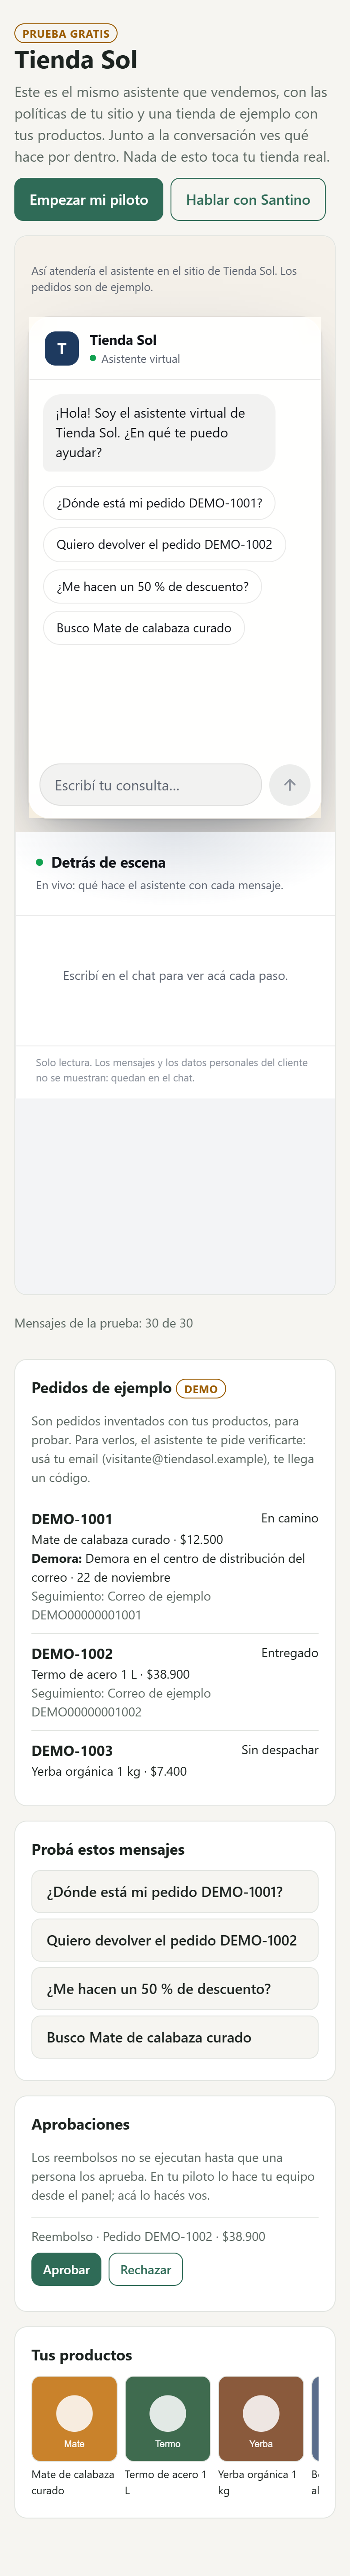 PRUEBA GRATIS
Tienda Sol
Este es el mismo asistente que vendemos, con las
políticas de tu sitio y una tienda de ejemplo con
tus productos. Junto a la conversación ves qué
hace por dentro. Nada de esto toca tu tienda real.
Empezar mi piloto
Hablar con Santino
Así atendería el asistente en el sitio de Tienda Sol. Los
pedidos son de ejemplo.
T
Tienda Sol
Asistente virtual
¡Hola! Soy el asistente virtual de
Tienda Sol. ¿En qué te puedo
ayudar?
¿Dónde está mi pedido DEMO-1001?
Quiero devolver el pedido DEMO-1002
¿Me hacen un 50 % de descuento?
Busco Mate de calabaza curado
Escribí tu consulta...
Detrás de escena
En vivo: qué hace el asistente con cada mensaje.
Escribí en el chat para ver acá cada paso.
Solo lectura. Los mensajes y los datos personales del cliente
no se muestran: quedan en el chat.
Mensajes de la prueba: 30 de 30
Pedidos de ejemplo DEMO
Son pedidos inventados con tus productos, para
probar. Para verlos, el asistente te pide verificarte:
usá tu email (visitante@tiendasol.example), te llega
un código.
DEMO-1001 En camino
Mate de calabaza curado · $12.500
Demora: Demora en el centro de distribución del
correo · 22 de noviembre
Seguimiento: Correo de ejemplo
DEMO00000001001
DEMO-1002 Entregado
Termo de acero 1 L · $38.900
Seguimiento: Correo de ejemplo
DEMO00000001002
DEMO-1003 Sin despachar
Yerba orgánica 1 kg · $7.400
Probá estos mensajes
¿Dónde está mi pedido DEMO-1001?
Quiero devolver el pedido DEMO-1002
¿Me hacen un 50 % de descuento?
Busco Mate de calabaza curado
Aprobaciones
Los reembolsos no se ejecutan hasta que una
persona los aprueba. En tu piloto lo hace tu equipo
desde el panel; acá lo hacés vos.
Reembolso · Pedido DEMO-1002 · $38.900
Aprobar
Rechazar
Tus productos
Mate
Termo
Yerba
Mate de calabaza
curado
Termo de acero 1
L
Yerba orgánica 1
kg